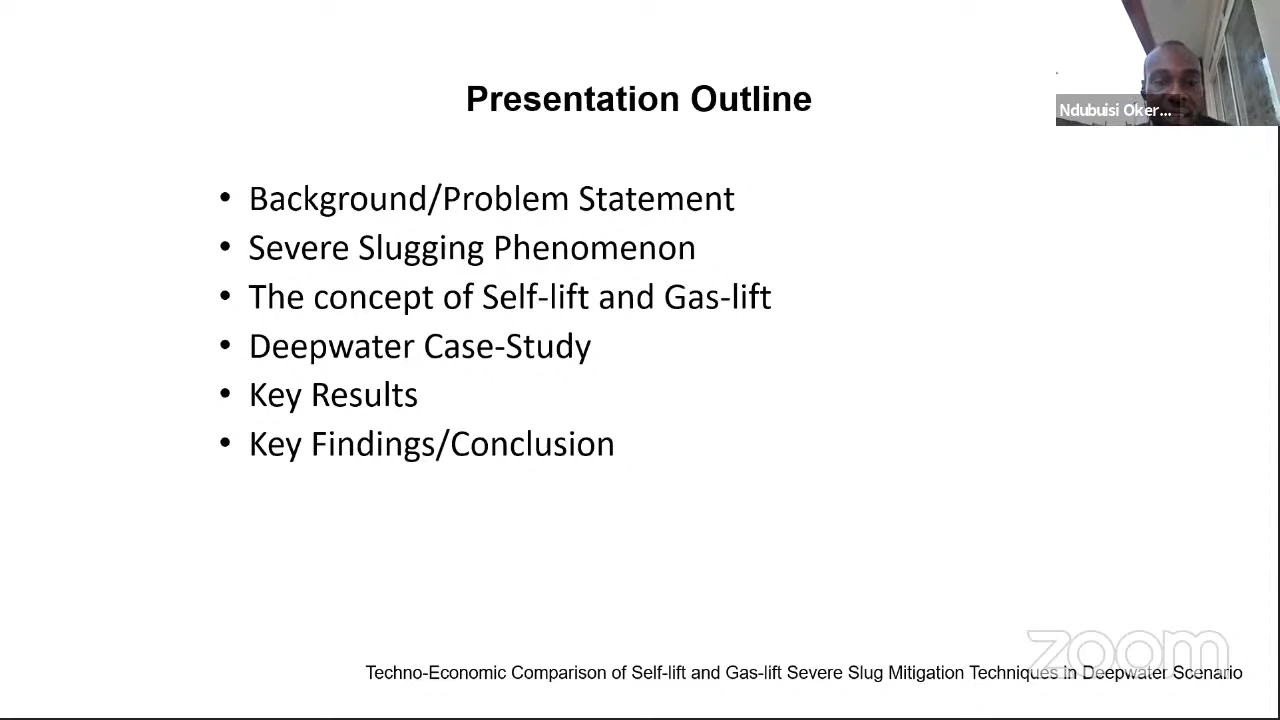 Presentation Outline
Ndubuisi Oker...
• Background/Problem Statement
• Severe Slugging Phenomenon
• The concept of Self-lift and Gas-lift
• Deepwater Case-Study
• Key Results
• Key Findings/Conclusion
zoom
Techno-Economic Comparison of Self-lift and Gas-lift Severe Slug Mitigation Techniques in Deepwater Scenario